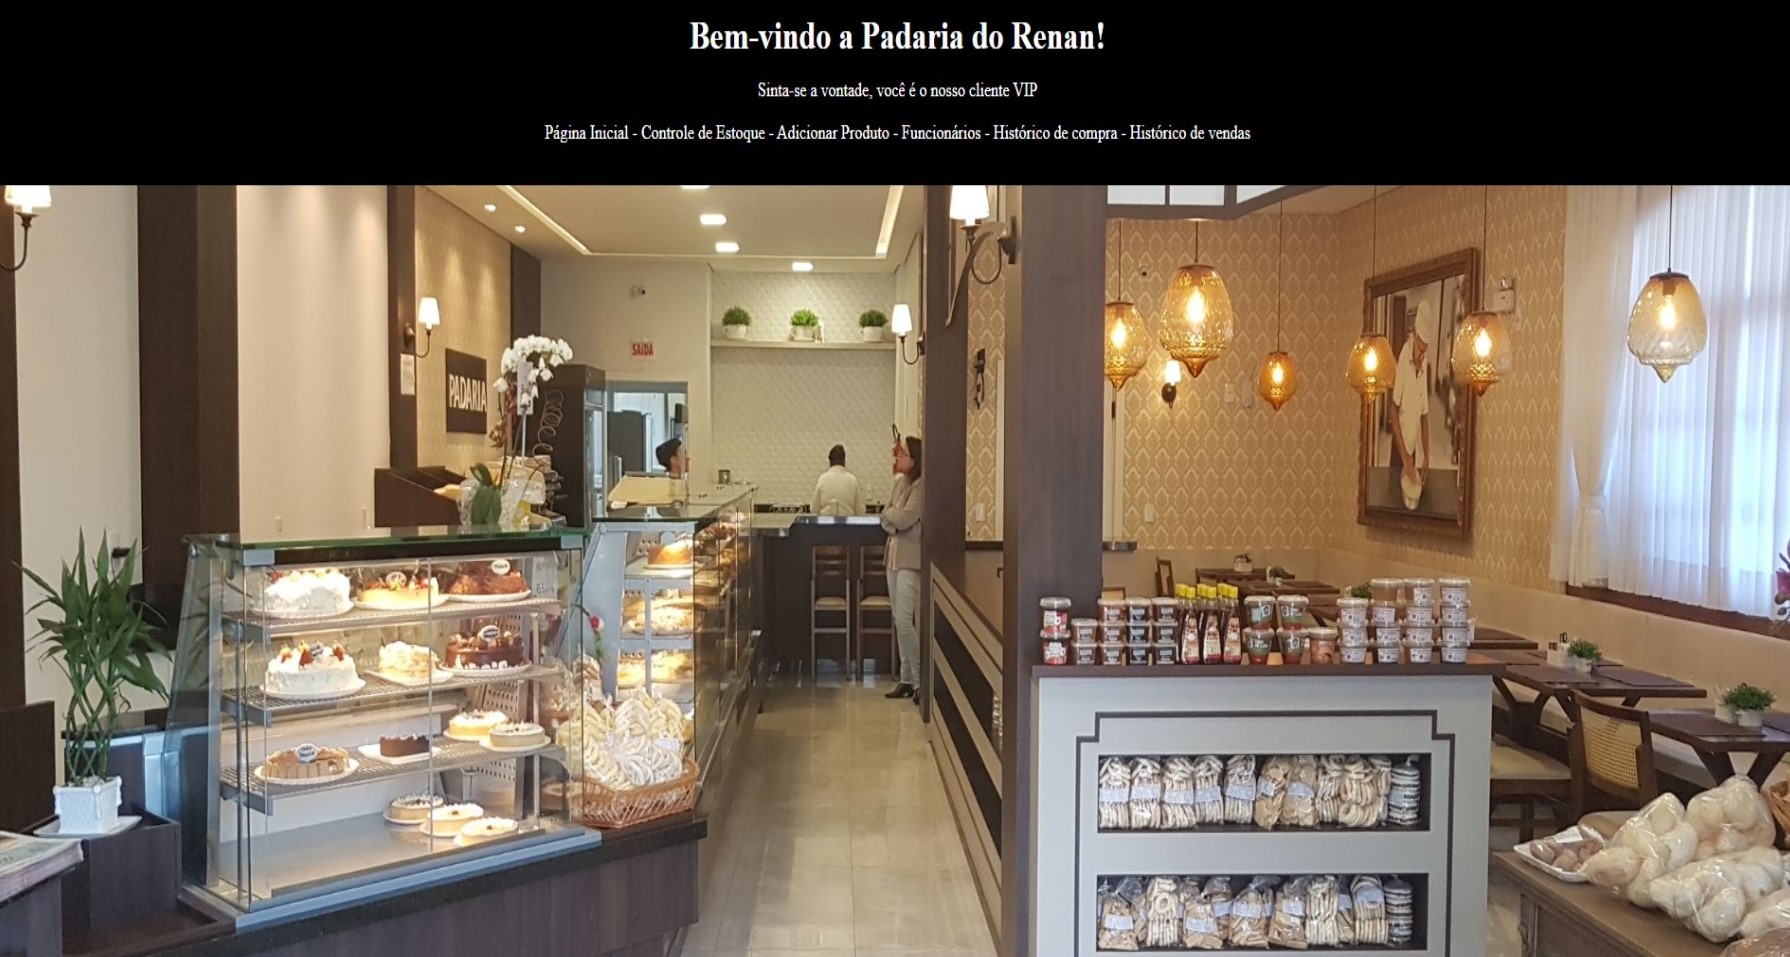 Bem-vindo a Padaria do Renan!
Sinta-se a vontade, você é o nosso cliente VIP
Página Inicial - Controle de Estoque - Adicionar Produto - Funcionários - Histórico de compra - Histórico de vendas
SAÍDA
PADARIA